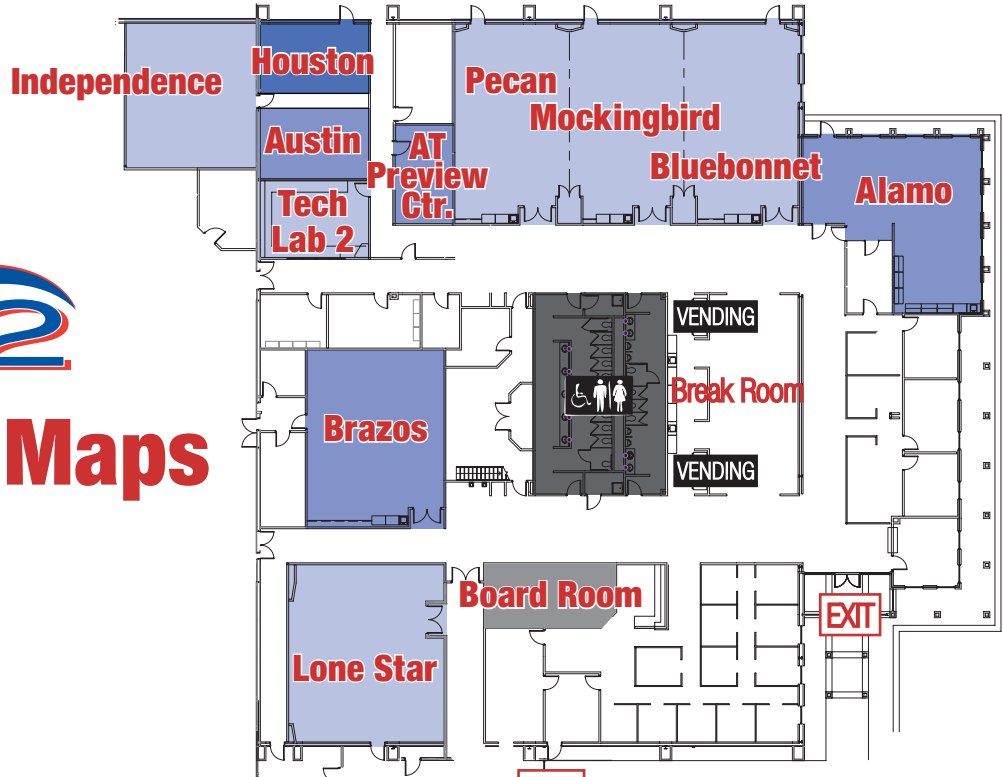 Houston
Independence
Pecan
Mockingbird
Austin
AT
Preview
Ctr.
Bluebonnet
Alamo
Tech
Lab 2
2
VENDING
Break Room
Maps
Brazos
VENDING
Board Room
EXIT
Lone Star